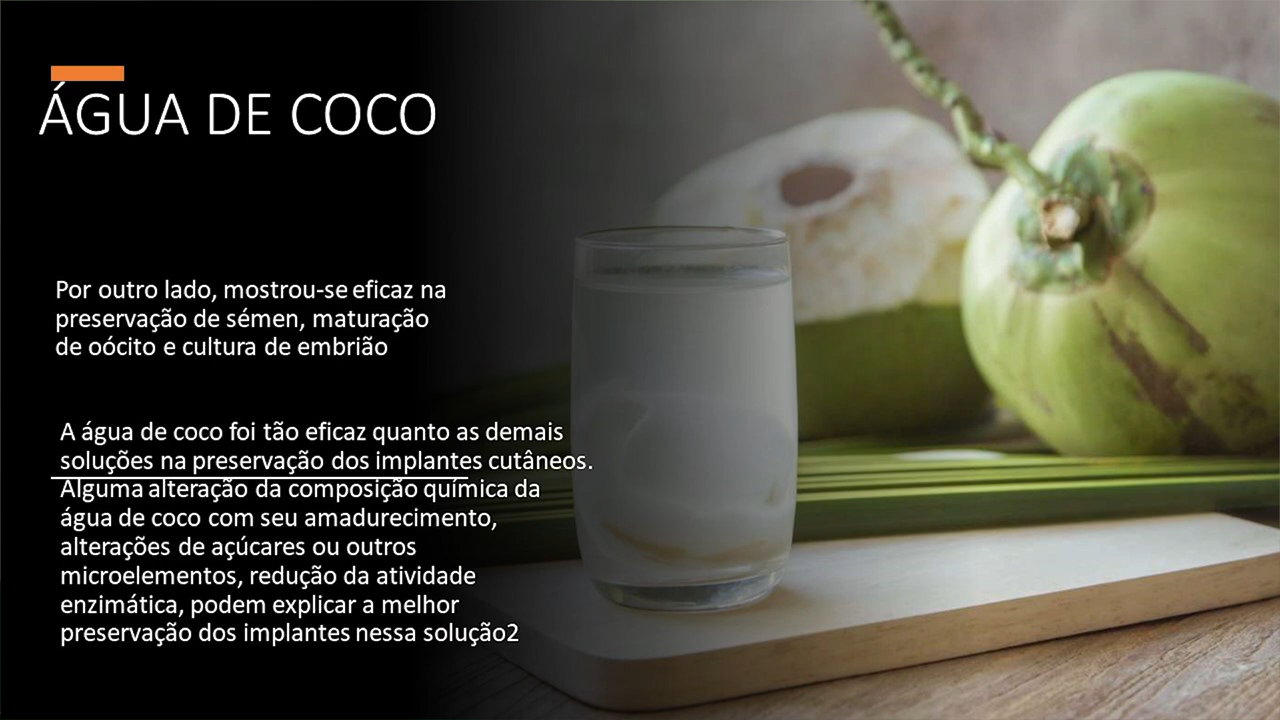 ÁGUA DE COCO
Por outro lado, mostrou-se eficaz na
preservação de sémen, maturação
de oócito e cultura de embrião
A água de coco foi tão eficaz quanto as demais
soluções na preservação dos implantes cutâneos.
Alguma alteração da composição química da
água de coco com seu amadurecimento,
alterações de açúcares ou outros
microelementos, redução da atividade
enzimática, podem explicar a melhor
preservação dos implantes nessa solução2